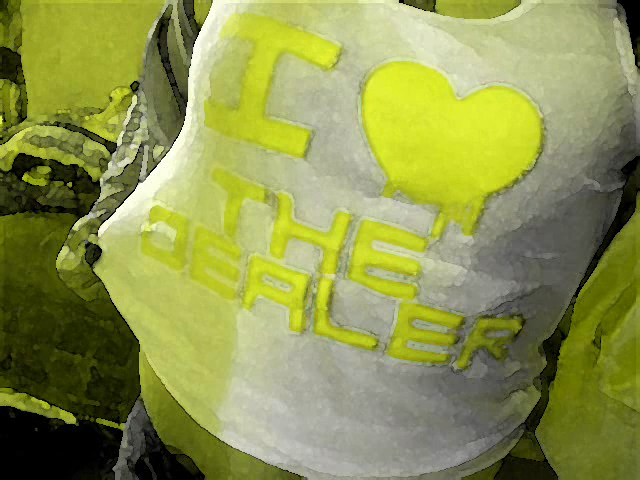 I ♥
THE
DEALER